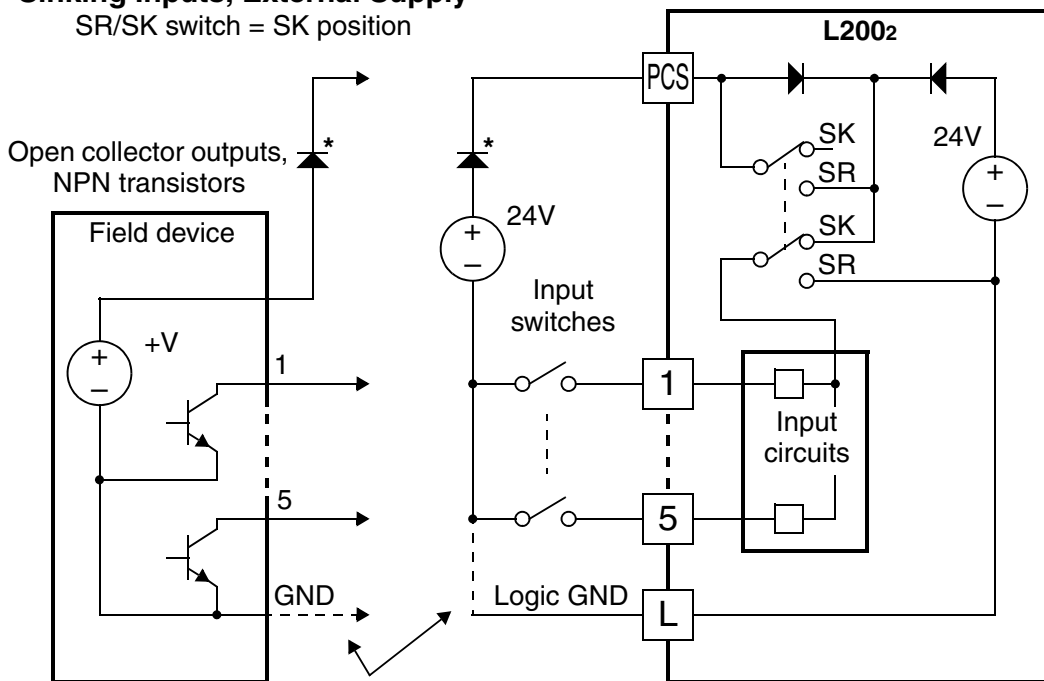 Sinking Inputs, External Supply
SR/SK switch = SK position
L2002
PCS
*
*
SK
24V
SR
Open collector outputs,
NPN transistors
+
–
24V
+
–
SK
SR
Field device
Input
switches
+V
+
–
1
1
Input
circuits
5
5
GND
Logic GND
L